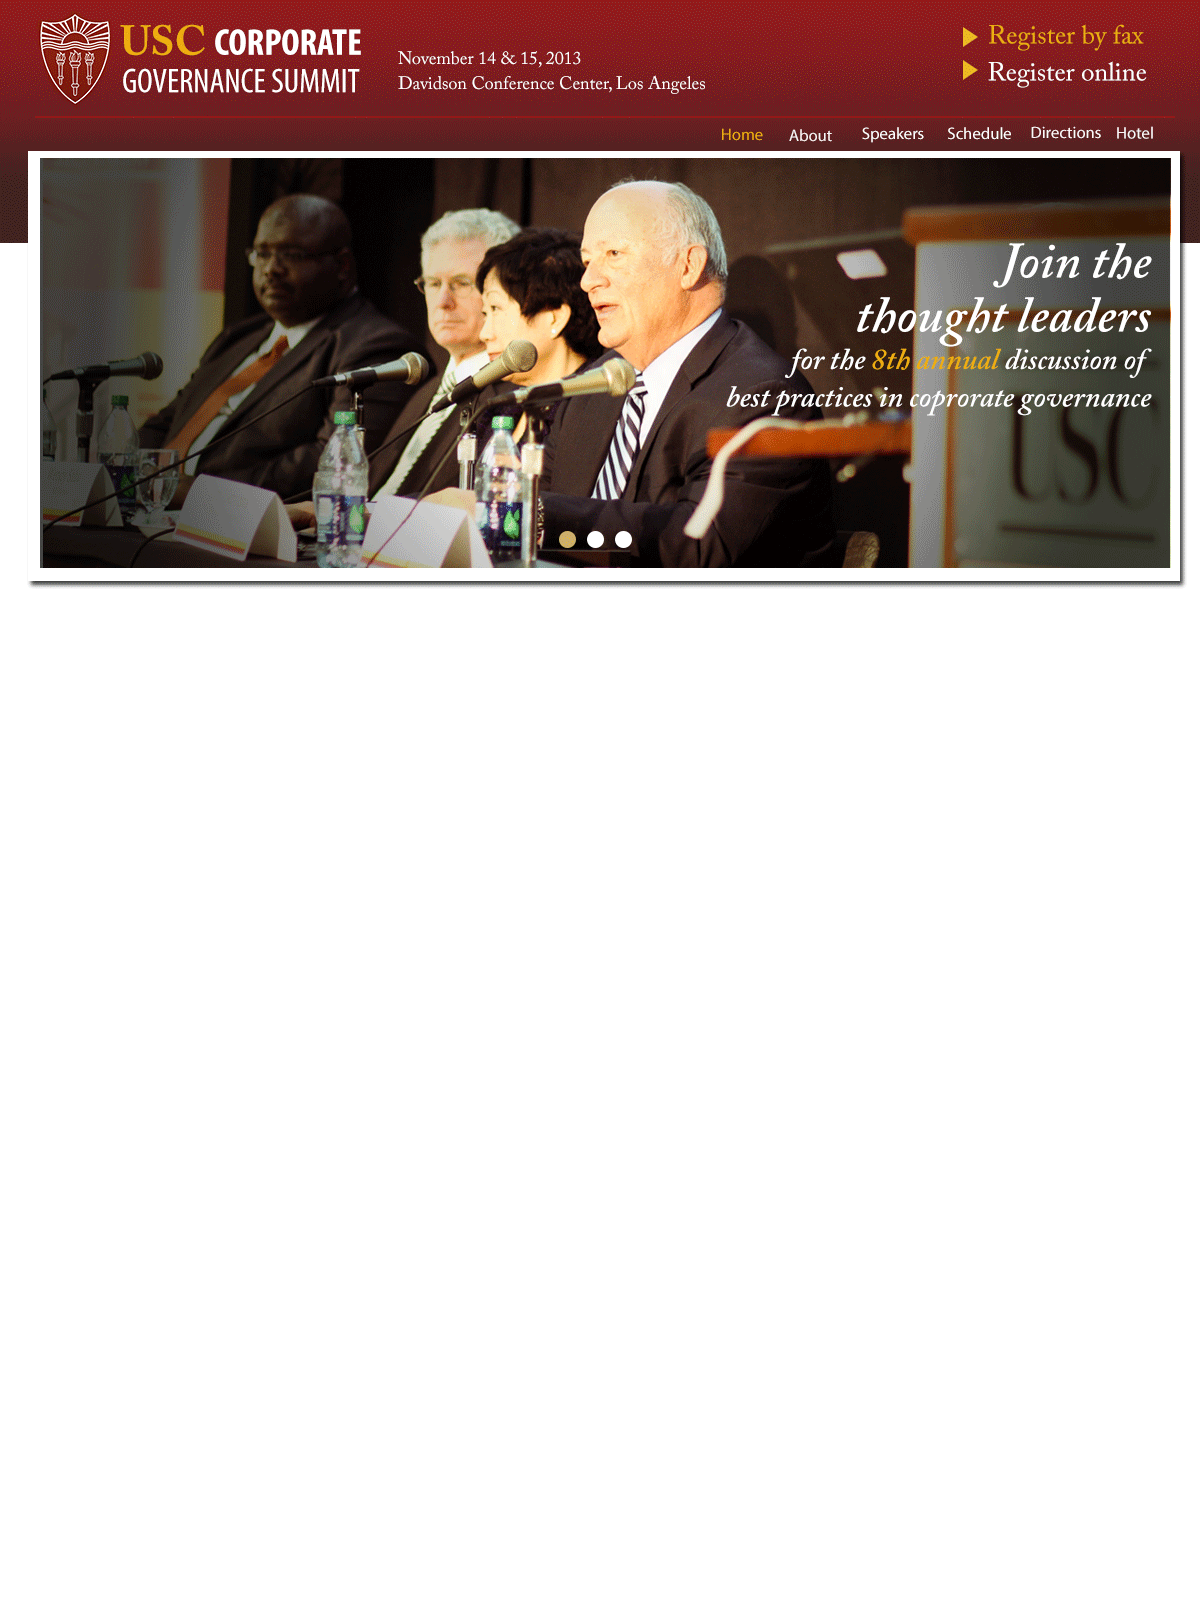 USC CORPORATE
GOVERNANCE SUMMIT
November 14 & 15, 2013
Davidson Conference Center, Los Angeles
Register by fax
Register online
Home About Speakers Schedule Directions Hotel
Join the
thought leaders
for the 8th annual discussion of
best practices in coprorate governance
USC